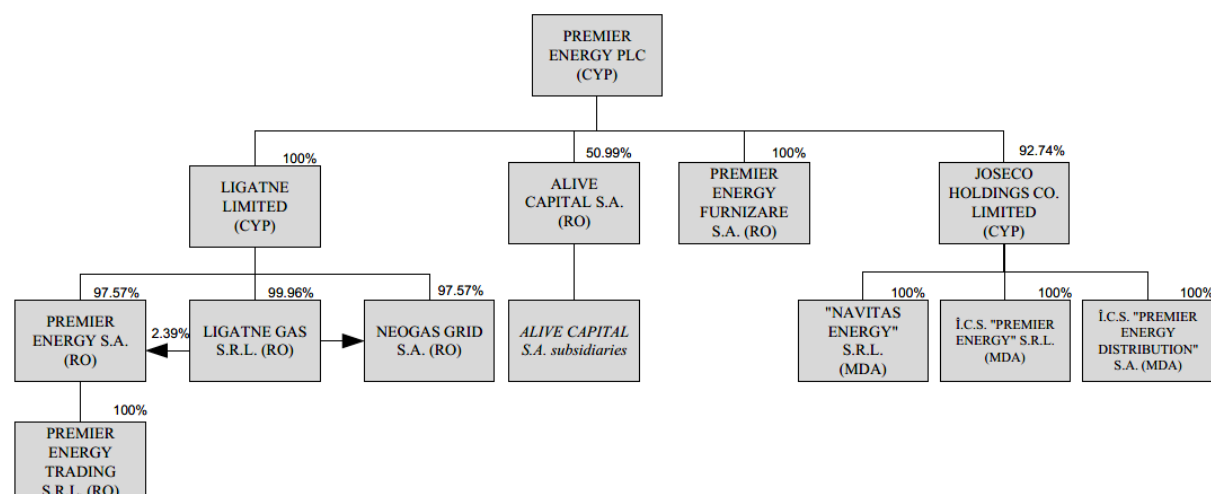 PREMIER
ENERGY PLC
(CYP)
100%
50.99%
100%
92.74%
LIGATNE
LIMITED
(CYP)
ALIVE
CAPITAL S.A.
(RO)
PREMIER
ENERGY
FURNIZARE
S.A. (RO)
JOSECO
HOLDINGS CO.
LIMITED
(CYP)
97.57%
99.96%
97.57%
100%
100%
100%
PREMIER
ENERGY S.A.
(RO)
2.39%
LIGATNE GAS
S.R.L. (RO)
NEOGAS GRID
S.A. (RO)
ALIVE CAPITAL
S.A. subsidiaries
"NAVITAS
ENERGY"
S.R.L.
(MDA)
Î.C.S. "PREMIER
ENERGY" S.R.L.
(MDA)
Î.C.S. "PREMIER
ENERGY
DISTRIBUTION"
S.A. (MDA)
100%
PREMIER
ENERGY
TRADING
S.R.L. (RO)